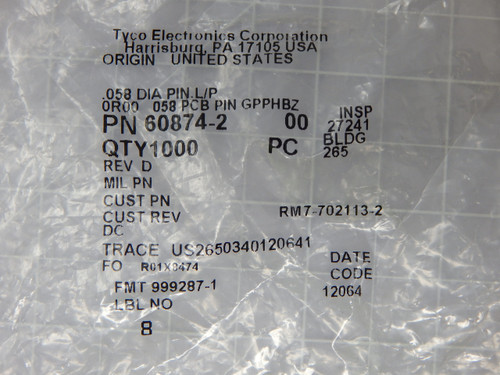 Tyco Electronics Corporation
Harrisburg, PA 17105 USA
ORIGIN UNITED STATES
.058 DIA PIN.L/P
0R00 058 PCB PIN GPPHBZ
PN 60874-2 00 INSP 27241
QTY1000 PC BLDG 265
REV D
MIL PN
CUST PN
CUST REV RM7-702113-2
DC
TRACE US2650340120641
FO R01X8474 DATE
FMT 999287-1 CODE
LBL NO 12064
8